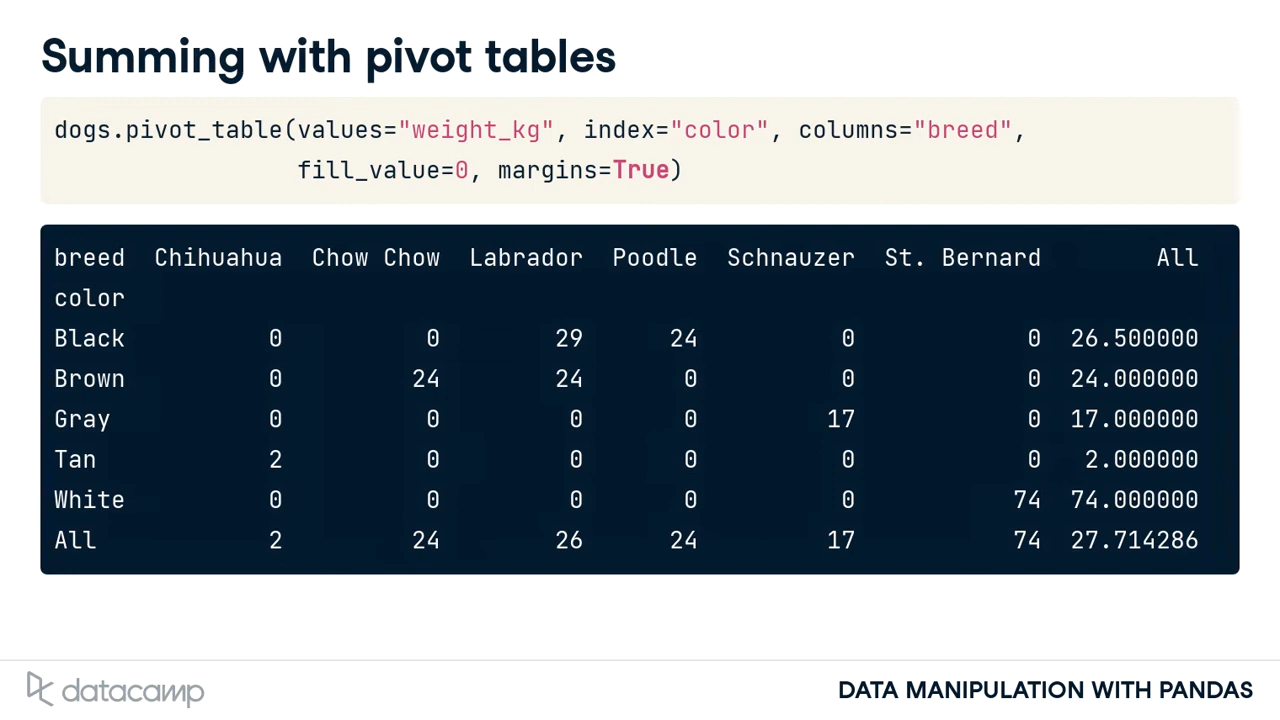 Summing with pivot tables
dogs.pivot_table(values="weight_kg", index="color", columns="breed",
fill_value=0, margins=True)
breed Chihuahua Chow Chow Labrador Poodle Schnauzer St. Bernard All
color
Black 0 0 29 24 0 0 26.500000
Brown 0 24 24 0 0 0 24.000000
Gray 0 0 0 0 17 0 17.000000
Tan 2 0 0 0 0 0 2.000000
White 0 0 0 0 0 74 74.000000
All 2 24 26 24 17 74 27.714286
datacamp
DATA MANIPULATION WITH PANDAS